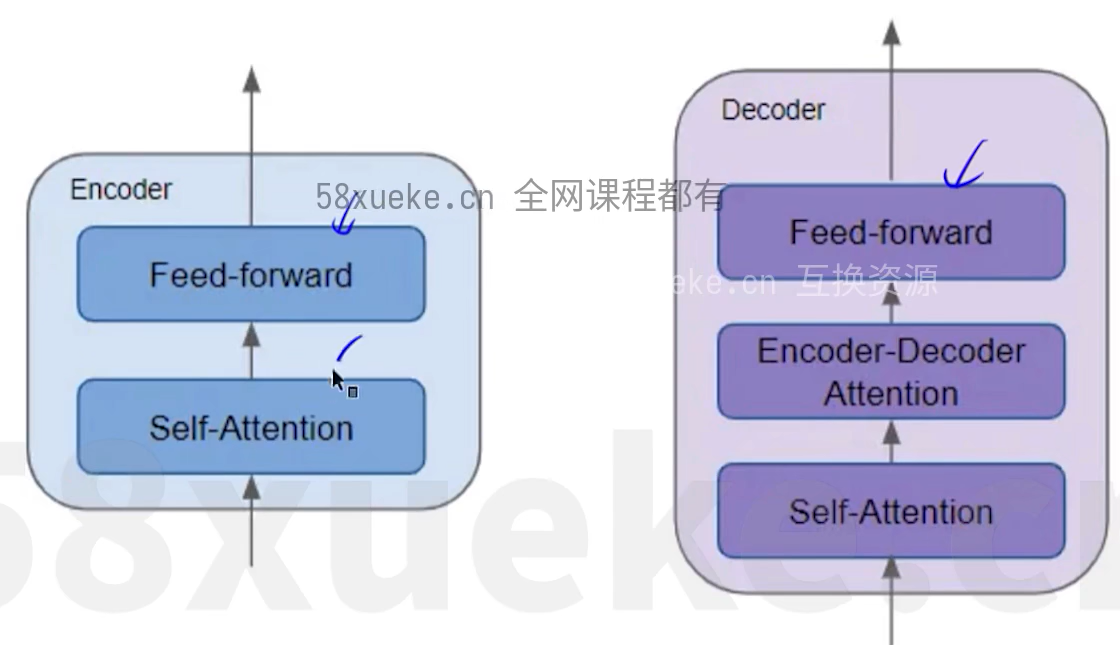 Decoder
Encoder
58xueke.cn 全网课程都有
Feed-forward
Feed-forward
eke.cn 互换资源
Encoder-Decoder
Attention
Self-Attention
Self-Attention
58xueke.cn